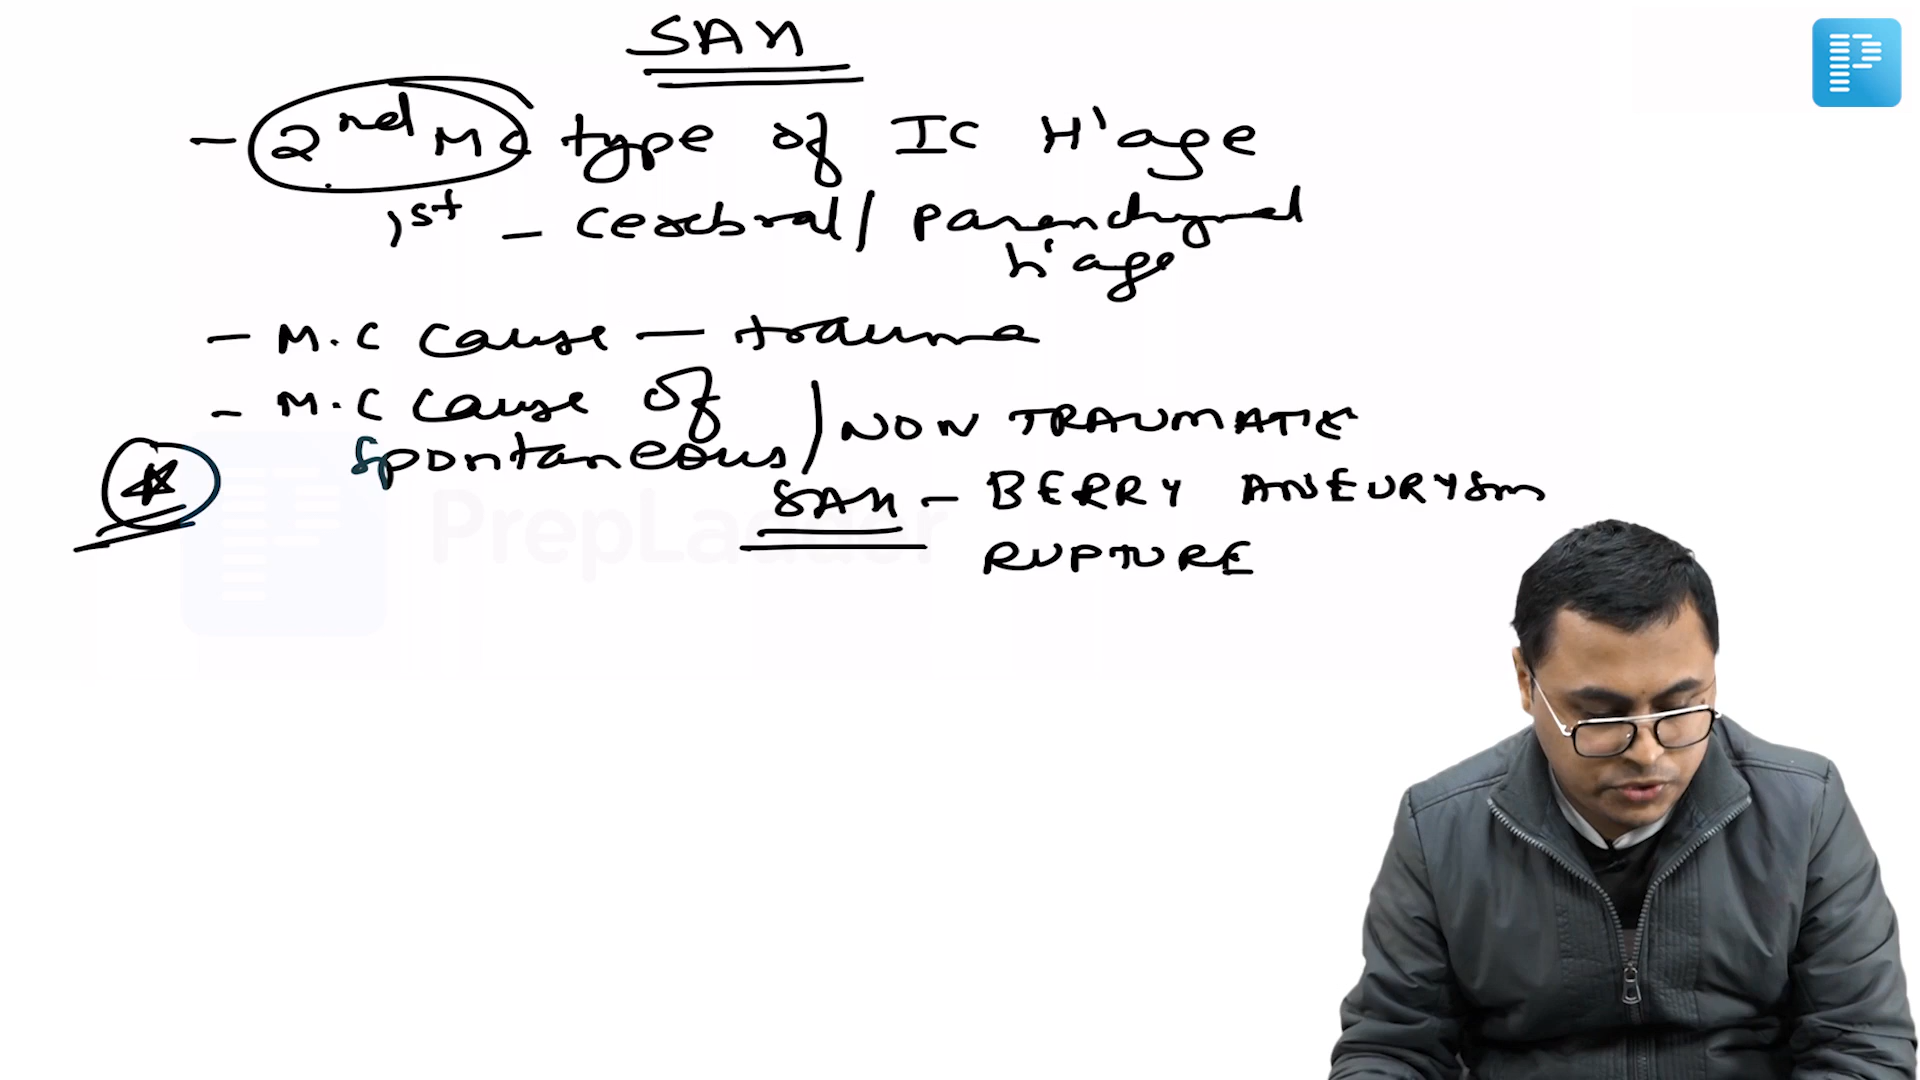 SAH
- 2nd MC type of IC H'age
1st - cerebral / parenchymal
h'age
- M.C cause - trauma
- M.C cause of
spontaneous / NON TRAUMATIC
SAH - BERRY ANEURYSM
RUPTURE
PrepLadder